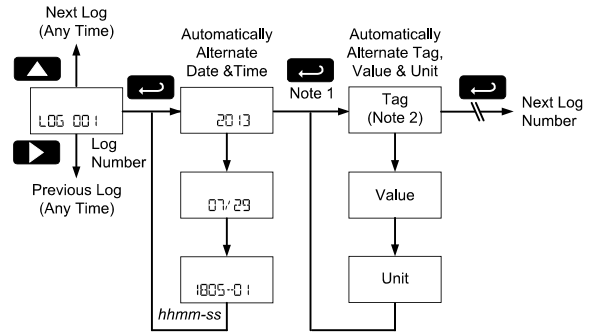 Next Log
(Any Time)
Automatically
Alternate
Date &Time
Automatically
Alternate Tag,
Value & Unit
Note 1
LOG 001
2013
Tag
(Note 2)
Next Log
Number
Log
Number
Previous Log
(Any Time)
07/29
Value
1805-01
Unit
hhmm-ss